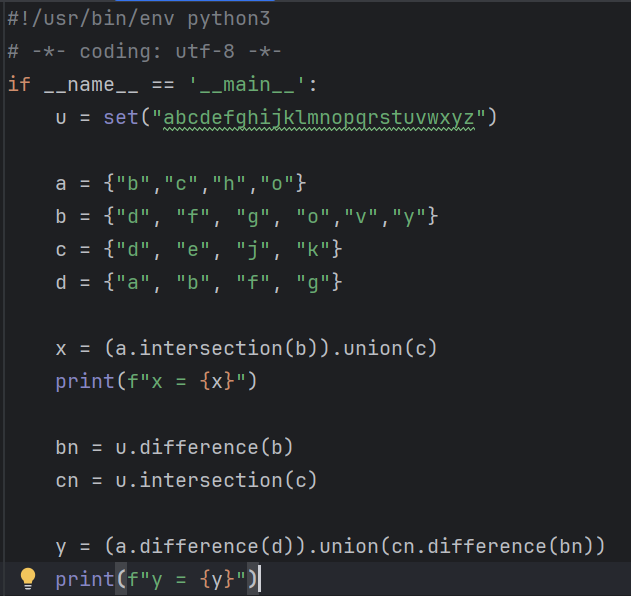 #!/usr/bin/env python3
# -*- coding: utf-8 -*-
if __name__ == '__main__':
    u = set("abcdefghijklmnopqrstuvwxyz")

    a = {"b","c","h","o"}
    b = {"d", "f", "g", "o","v","y"}
    c = {"d", "e", "j", "k"}
    d = {"a", "b", "f", "g"}

    x = (a.intersection(b)).union(c)
    print(f"x = {x}")

    bn = u.difference(b)
    cn = u.intersection(c)

    y = (a.difference(d)).union(cn.difference(bn))
    print(f"y = {y}")